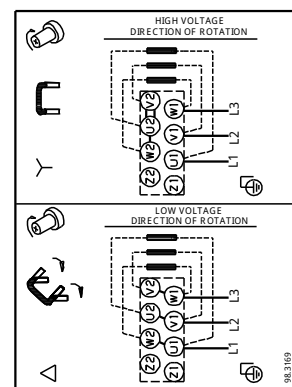 HIGH VOLTAGE
DIRECTION OF ROTATION
V2 W1 L3
U2 V1 L2
W2 U1 L1
Z2 Z1
LOW VOLTAGE
DIRECTION OF ROTATION
V2 W1 L3
U2 V1 L2
W2 U1 L1
Z2 Z1
98.3169